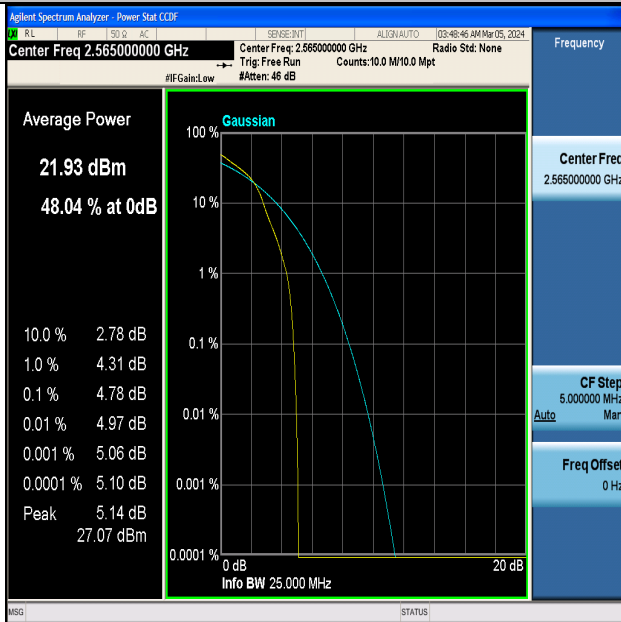 Agilent Spectrum Analyzer - Power Stat CCDF
LXI RL RF 50 Ω AC SENSE:INT ALIGN AUTO 03:48:46 AM Mar 05, 2024
Center Freq 2.565000000 GHz
Center Freq: 2.565000000 GHz Radio Std: None
Trig: Free Run Counts:10.0 M/10.0 Mpt
#IFGain:Low #Atten: 46 dB
Frequency
Average Power
21.93 dBm
48.04 % at 0dB
10.0 % 2.78 dB
1.0 % 4.31 dB
0.1 % 4.78 dB
0.01 % 4.97 dB
0.001 % 5.06 dB
0.0001 % 5.10 dB
Peak 5.14 dB
27.07 dBm
Gaussian
100 %
10 %
1 %
0.1 %
0.01 %
0.001 %
0.0001 %
0 dB 20 dB
Info BW 25.000 MHz
Center Freq
2.565000000 GHz
CF Step
5.000000 MHz
Auto Man
Freq Offset
0 Hz
MSG STATUS